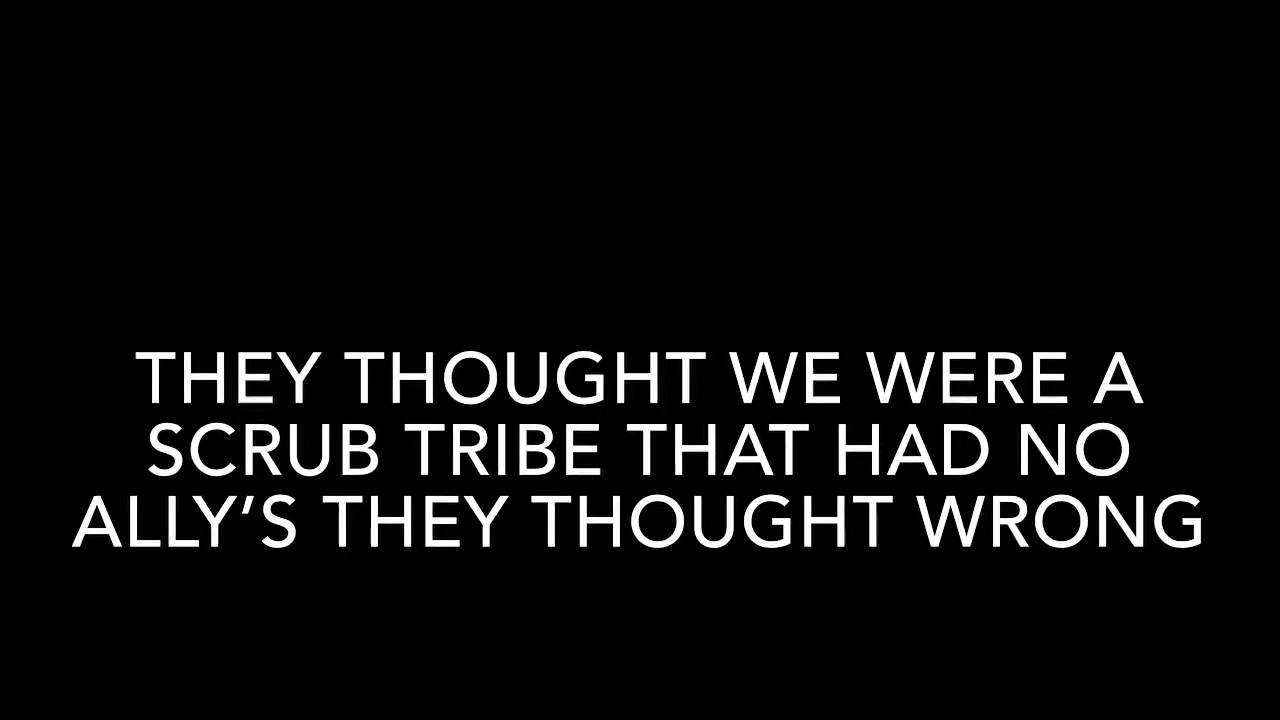 THEY THOUGHT WE WERE A
SCRUB TRIBE THAT HAD NO
ALLY’S THEY THOUGHT WRONG